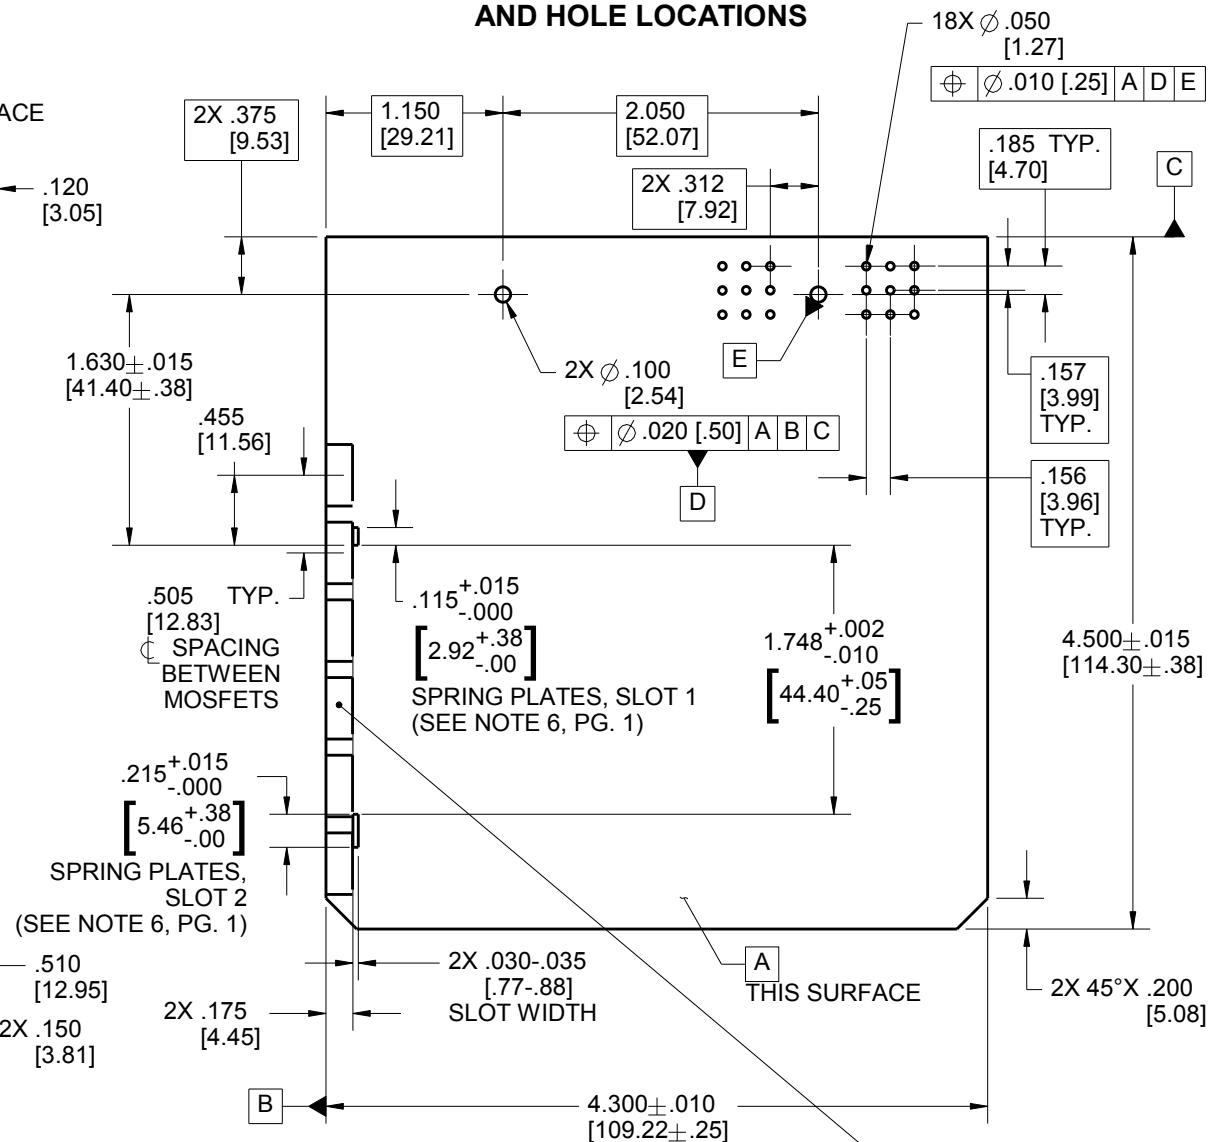 AND HOLE LOCATIONS
18X ⌀ .050
[1.27]
⌖ ⌀ .010 [.25] A D E
ACE
2X .375
[9.53]
1.150
[29.21]
2.050
[52.07]
.185 TYP.
[4.70]
C
.120
[3.05]
2X .312
[7.92]
1.630±.015
[41.40±.38]
E
2X ⌀ .100
[2.54]
⌖ ⌀ .020 [.50] A B C
D
.157
[3.99]
TYP.
.455
[11.56]
.156
[3.96]
TYP.
.505 TYP.
[12.83]
℄ SPACING
BETWEEN
MOSFETS
.115 +.015
-.000
[2.92 +.38
-.00]
SPRING PLATES, SLOT 1
(SEE NOTE 6, PG. 1)
1.748 +.002
-.010
[44.40 +.05
-.25]
4.500±.015
[114.30±.38]
.215 +.015
-.000
[5.46 +.38
-.00]
SPRING PLATES,
SLOT 2
(SEE NOTE 6, PG. 1)
.510
[12.95]
2X .150
[3.81]
2X .175
[4.45]
2X .030-.035
[.77-.88]
SLOT WIDTH
A
THIS SURFACE
2X 45°X .200
[5.08]
B
4.300±.010
[109.22±.25]